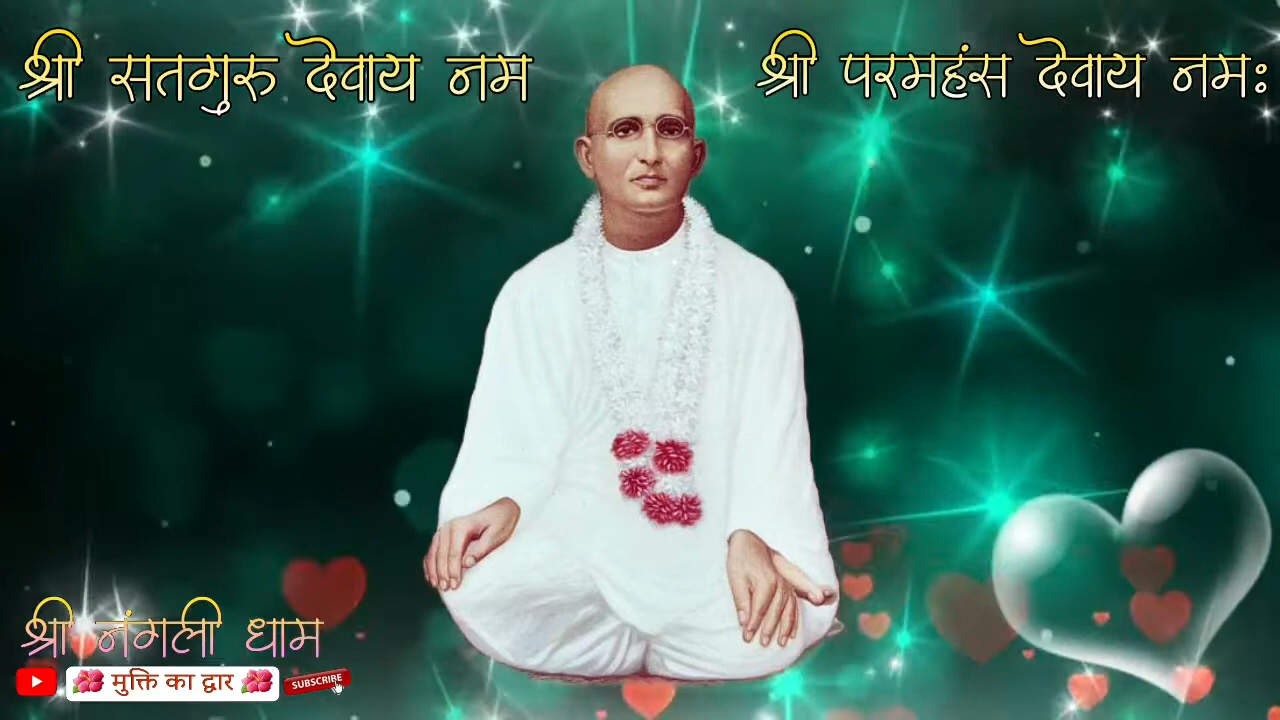 श्री सतगुरु देवाय नम
श्री परमहंस देवाय नमः
श्री नंगली धाम
मुक्ति का द्वार
SUBSCRIBE